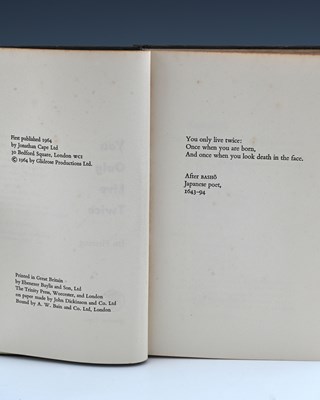 First published 1964
by Jonathan Cape Ltd
30 Bedford Square, London WC1
© 1964 by Glidrose Productions Ltd.
Printed in Great Britain
by Ebenezer Baylis and Son, Ltd
The Trinity Press, Worcester, and London
on paper made by John Dickinson and Co. Ltd
Bound by A. W. Bain and Co. Ltd, London
You only live twice:
Once when you are born,
And once when you look death in the face.
After BASHŌ
Japanese poet,
1643–94